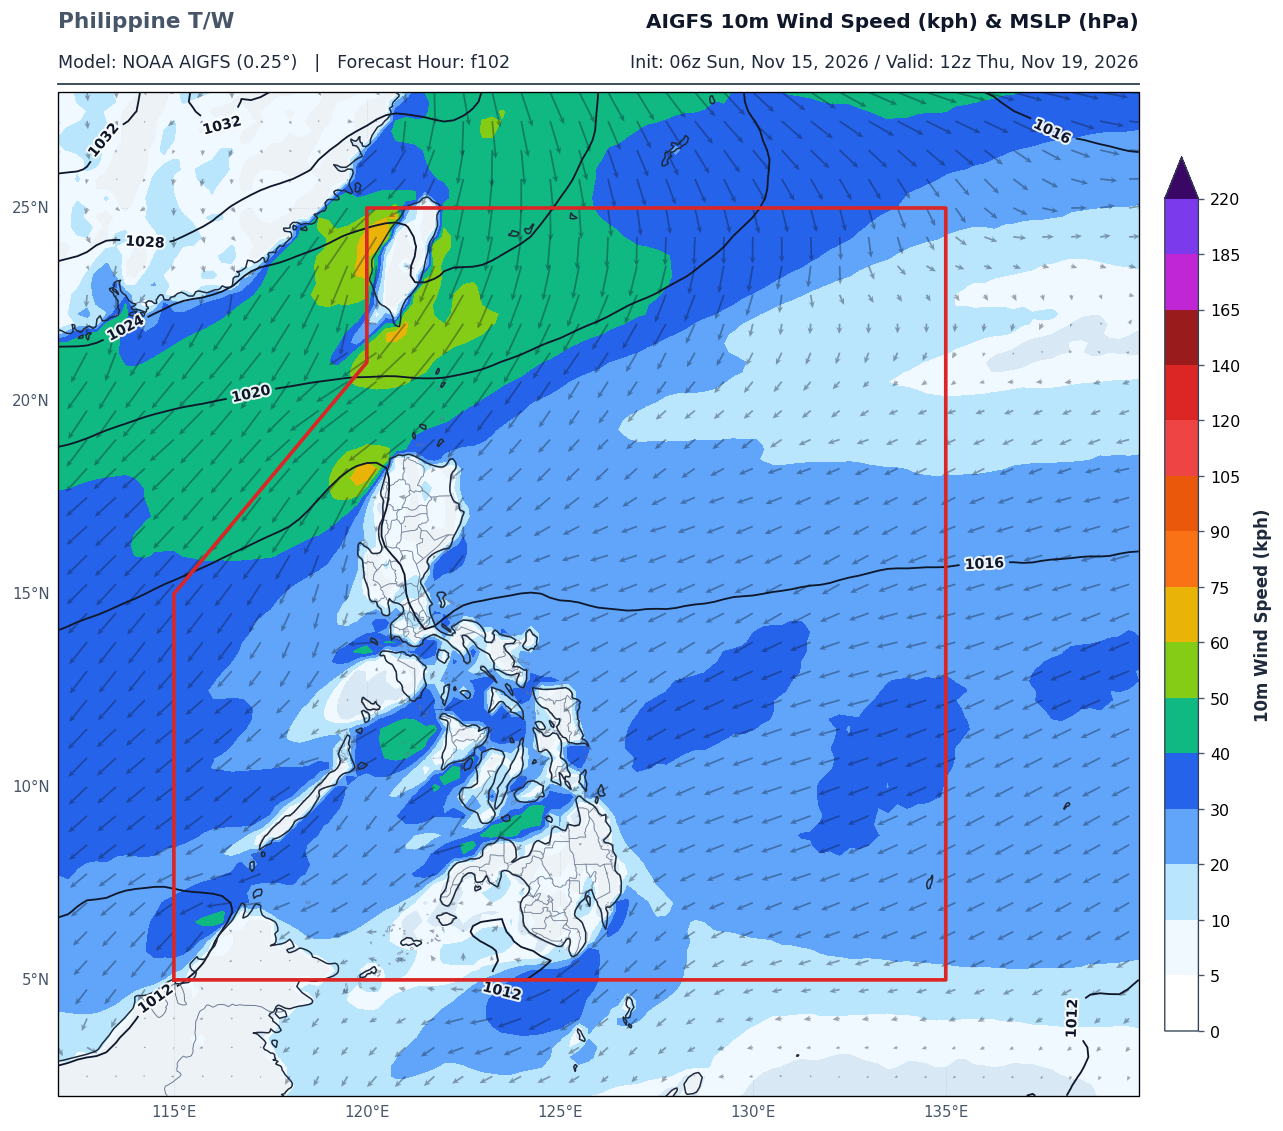 Philippine T/W
AIGFS 10m Wind Speed (kph) & MSLP (hPa)
Model: NOAA AIGFS (0.25°) | Forecast Hour: f102
Init: 06z Sun, Nov 15, 2026 / Valid: 12z Thu, Nov 19, 2026
1032
1032
1016
1028
1024
1020
1016
1012
1012
1012
25°N
20°N
15°N
10°N
5°N
115°E
120°E
125°E
130°E
135°E
220
185
165
140
120
105
90
75
60
50
40
30
20
10
5
0
10m Wind Speed (kph)